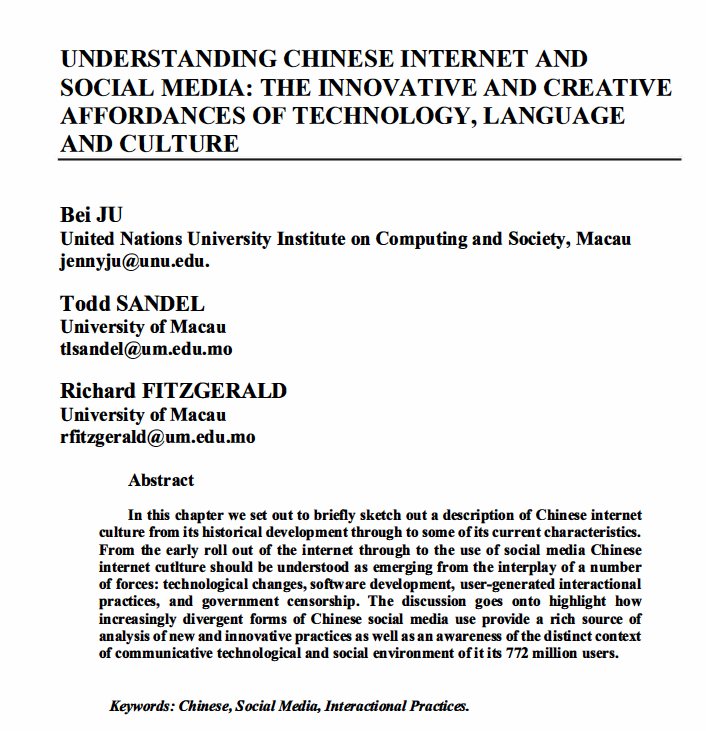 UNDERSTANDING CHINESE INTERNET AND
SOCIAL MEDIA: THE INNOVATIVE AND CREATIVE
AFFORDANCES OF TECHNOLOGY, LANGUAGE
AND CULTURE
Bei JU
United Nations University Institute on Computing and Society, Macau
jennyju@unu.edu.
Todd SANDEL
University of Macau
tlsandel@um.edu.mo
Richard FITZGERALD
University of Macau
rfitzgerald@um.edu.mo
Abstract
In this chapter we set out to briefly sketch out a description of Chinese internet
culture from its historical development through to some of its current characteristics.
From the early roll out of the internet through to the use of social media Chinese
internet cutlture should be understood as emerging from the interplay of a number
of forces: technological changes, software development, user-generated interactional
practices, and government censorship. The discussion goes onto highlight how
increasingly divergent forms of Chinese social media use provide a rich source of
analysis of new and innovative practices as well as an awareness of the distinct context
of communicative technological and social environment of it its 772 million users.
Keywords: Chinese, Social Media, Interactional Practices.